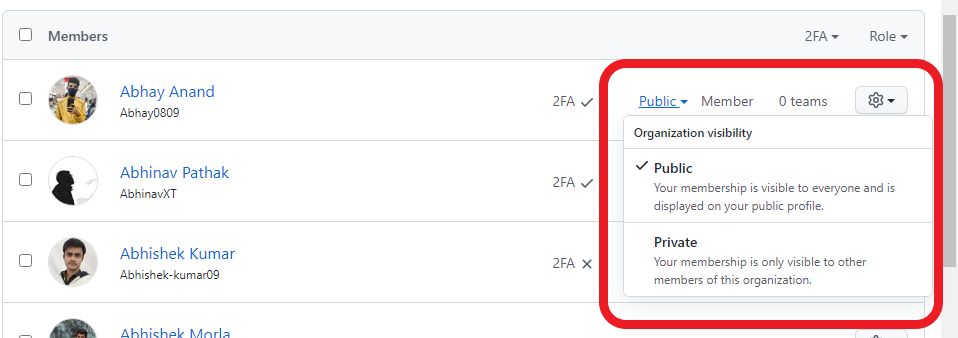 Members 2FA Role
Abhay Anand
Abhay0809
2FA Public Member 0 teams
Organization visibility
Public
Your membership is visible to everyone and is
displayed on your public profile.
Private
Your membership is only visible to other
members of this organization.
Abhinav Pathak
AbhinavXT
2FA
Abhishek Kumar
Abhishek-kumar09
2FA
Abhishek Morla